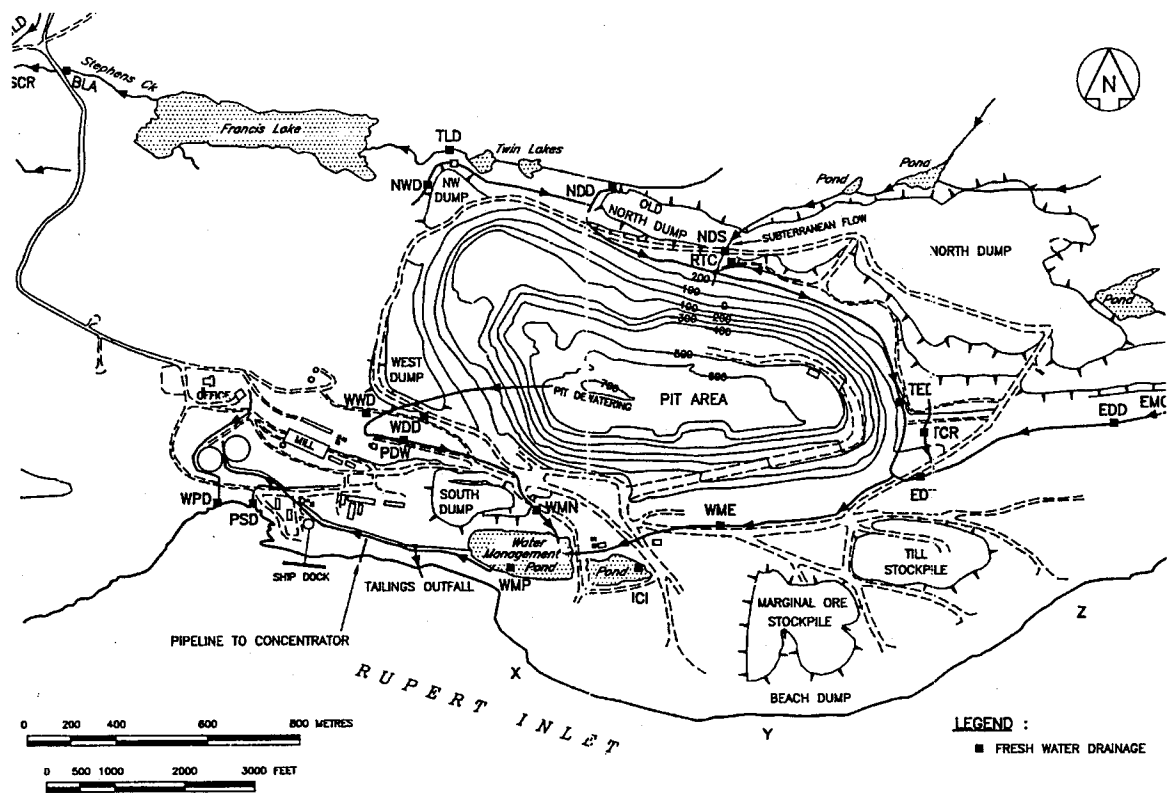 Stephens Ck
SCR
BLA
Francis Lake
N
TLD
Twin Lakes
Pond
Pond
NWD
NW
DUMP
NDD
OLD
NORTH DUMP
NDS
SUBTERRANEAN FLOW
NORTH DUMP
RTC
200
100
0
100
200
300
400
Pond
WEST
DUMP
500
600
700
PIT DEWATERING
PIT AREA
OFFICE
WWD
WDD
PDW
MILL
TCR
EDD
EMO
WPD
PSD
SOUTH
DUMP
WMN
WME
Water
Management
Pond
WMP
Pond
ICI
TILL
STOCKPILE
SHIP DOCK
TAILINGS OUTFALL
MARGINAL ORE
STOCKPILE
Z
PIPELINE TO CONCENTRATOR
X
BEACH DUMP
Y
RUPERT INLET
0 200 400 600 800 METRES
0 500 1000 2000 3000 FEET
LEGEND :
■ FRESH WATER DRAINAGE